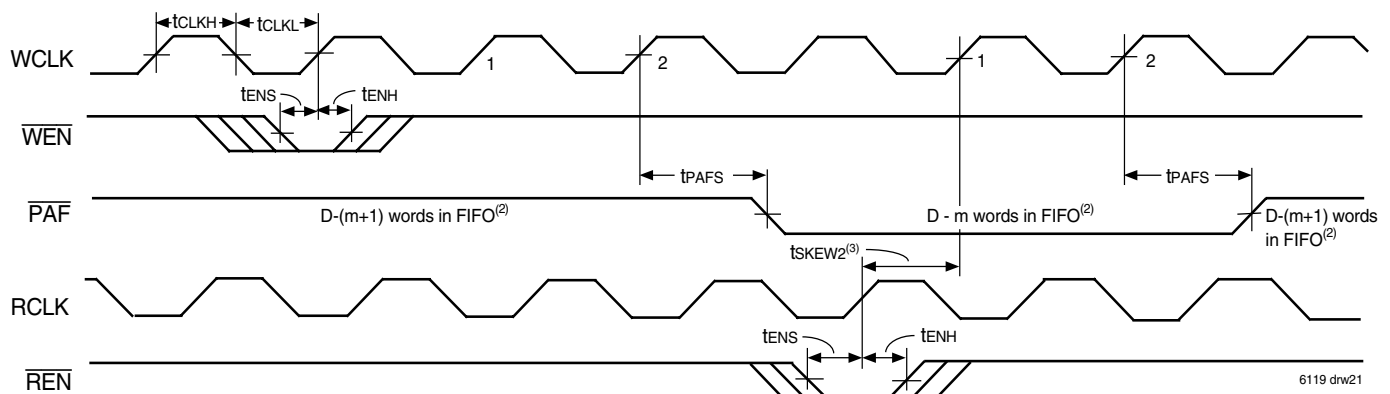 tCLKH tCLKL
WCLK 1 2 1 2
tENS tENH
WEN
tPAFS tPAFS
PAF
D-(m+1) words in FIFO(2) D - m words in FIFO(2) D-(m+1) words
in FIFO(2)
tSKEW2(3)
RCLK
tENS tENH
REN
6119 drw21